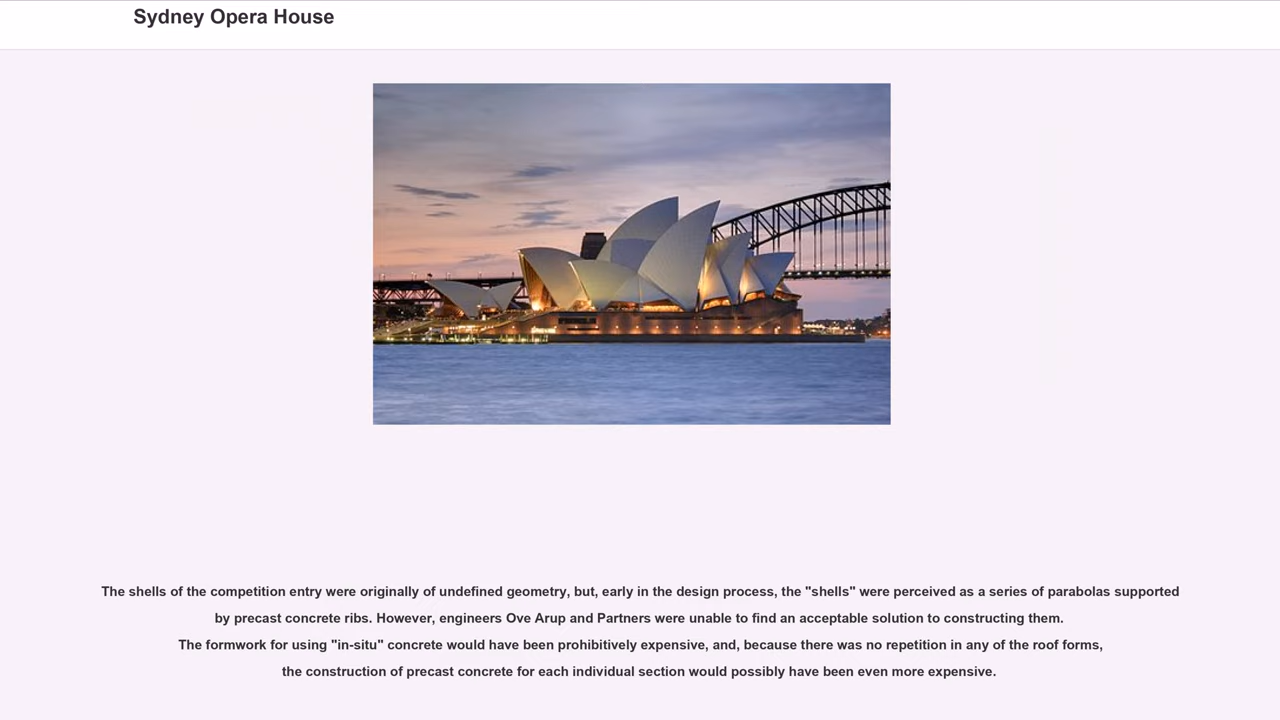 Sydney Opera House
The shells of the competition entry were originally of undefined geometry, but, early in the design process, the "shells" were perceived as a series of parabolas supported
by precast concrete ribs. However, engineers Ove Arup and Partners were unable to find an acceptable solution to constructing them.
The formwork for using "in-situ" concrete would have been prohibitively expensive, and, because there was no repetition in any of the roof forms,
the construction of precast concrete for each individual section would possibly have been even more expensive.